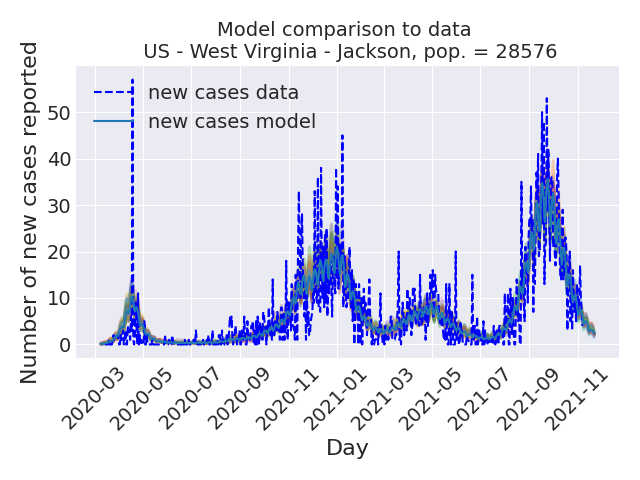 Model comparison to data
US - West Virginia - Jackson, pop. = 28576
Number of new cases reported
50
40
30
20
10
0
new cases data
new cases model
2020-03
2020-05
2020-07
2020-09
2020-11
2021-01
2021-03
2021-05
2021-07
2021-09
2021-11
Day